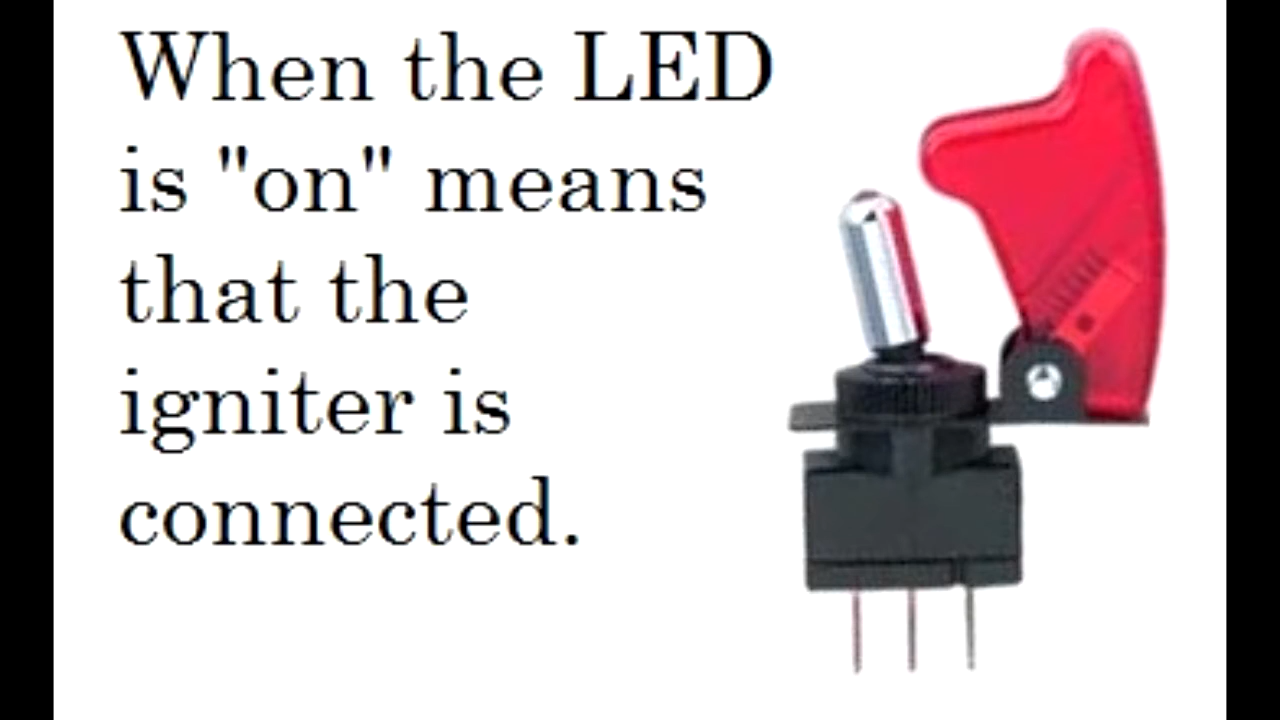 When the LED
is "on" means
that the
igniter is
connected.